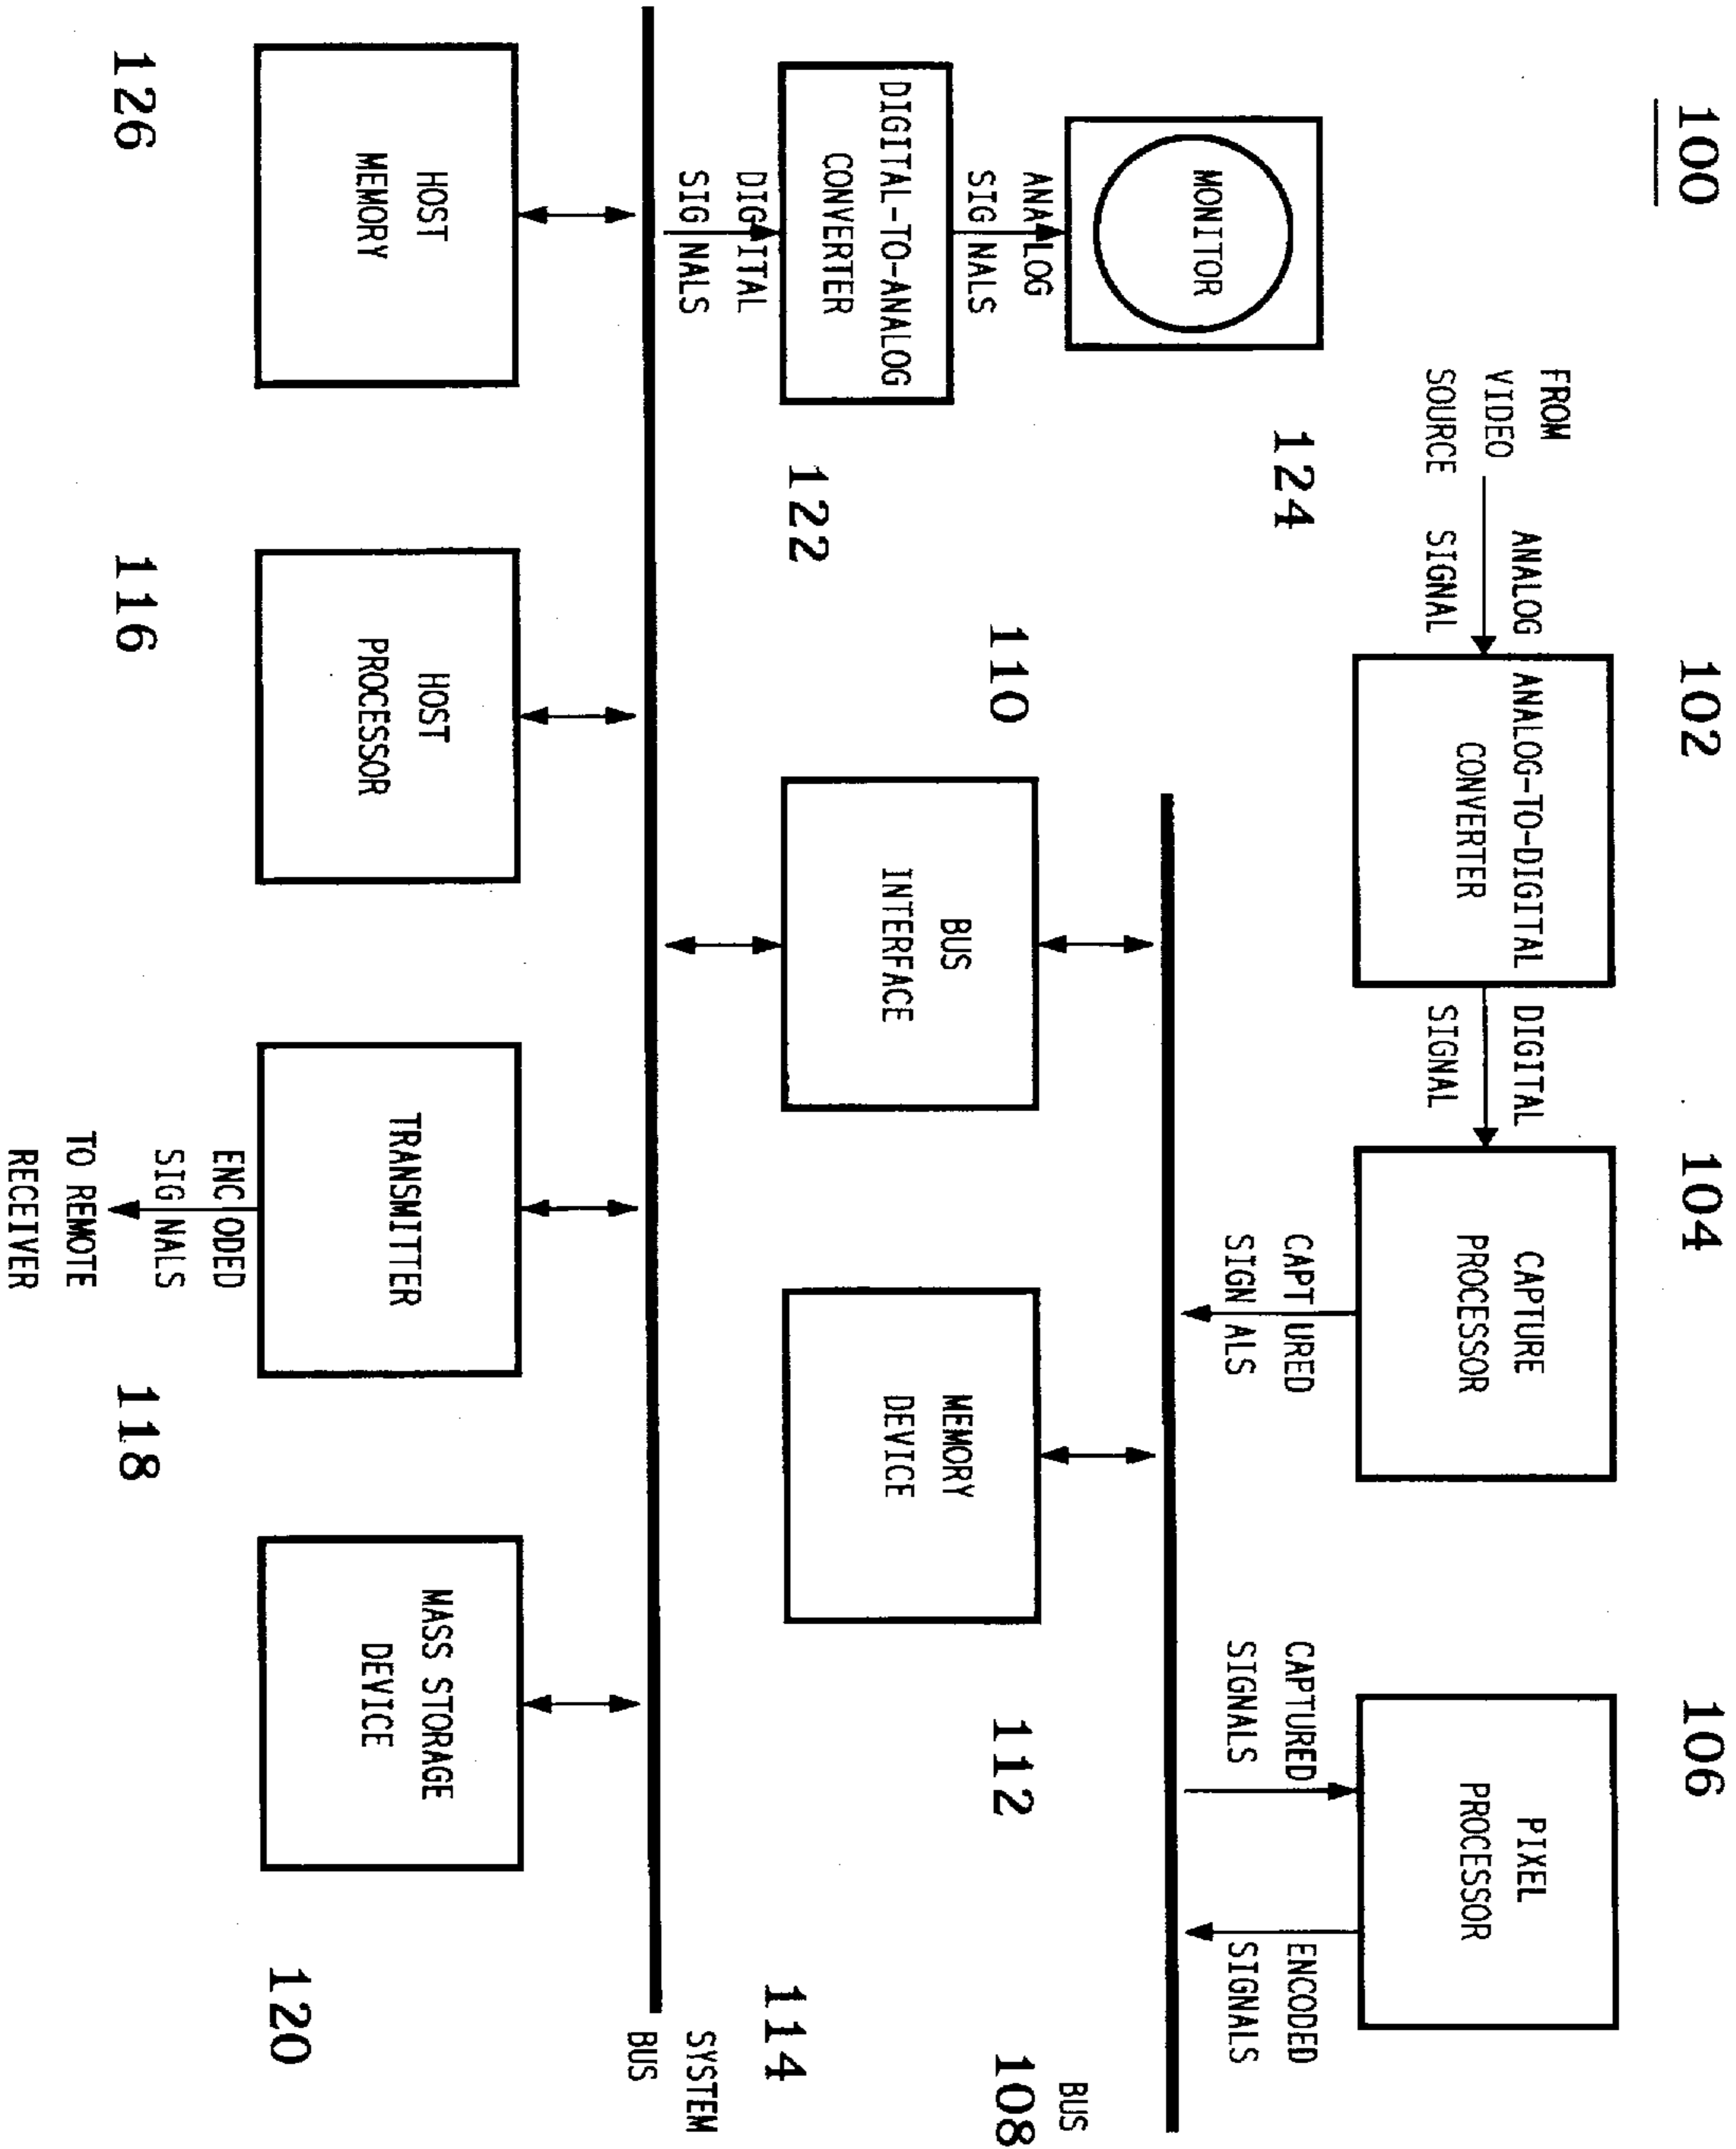 100
102
104
106
FROM
VIDEO
SOURCE
ANALOG
SIGNAL
ANALOG-TO-DIGITAL
CONVERTER
DIGITAL
SIGNAL
CAPTURE
PROCESSOR
PIXEL
PROCESSOR
CAPTURED
SIGNALS
CAPTURED
SIGNALS
ENCODED
SIGNALS
MONITOR
124
ANALOG
SIGNALS
BUS
108
110
112
DIGITAL-TO-ANALOG
CONVERTER
122
BUS
INTERFACE
MEMORY
DEVICE
DIGITAL
SIGNALS
114
SYSTEM
BUS
HOST
MEMORY
HOST
PROCESSOR
TRANSMITTER
MASS STORAGE
DEVICE
120
126
116
118
ENCODED
SIGNALS
TO REMOTE
RECEIVER